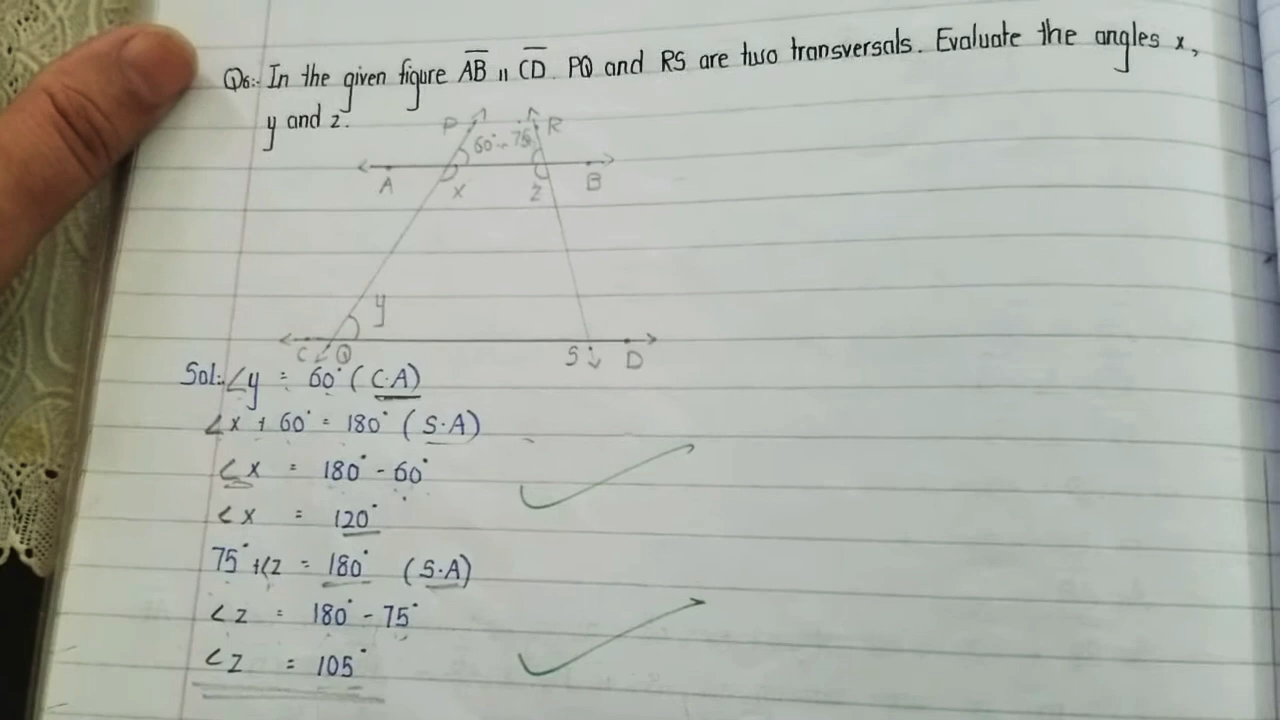 Q6:- In the given figure AB || CD. PQ and RS are two transversals. Evaluate the angles x,
y and z.
P R
60° 75°
A x z B
y
C Q S D
Sol:- ∠y = 60° (C.A)
∠x + 60° = 180° (S.A)
∠x = 180° - 60°
∠x = 120°
75° + ∠z = 180° (S.A)
∠z = 180° - 75°
∠z = 105°